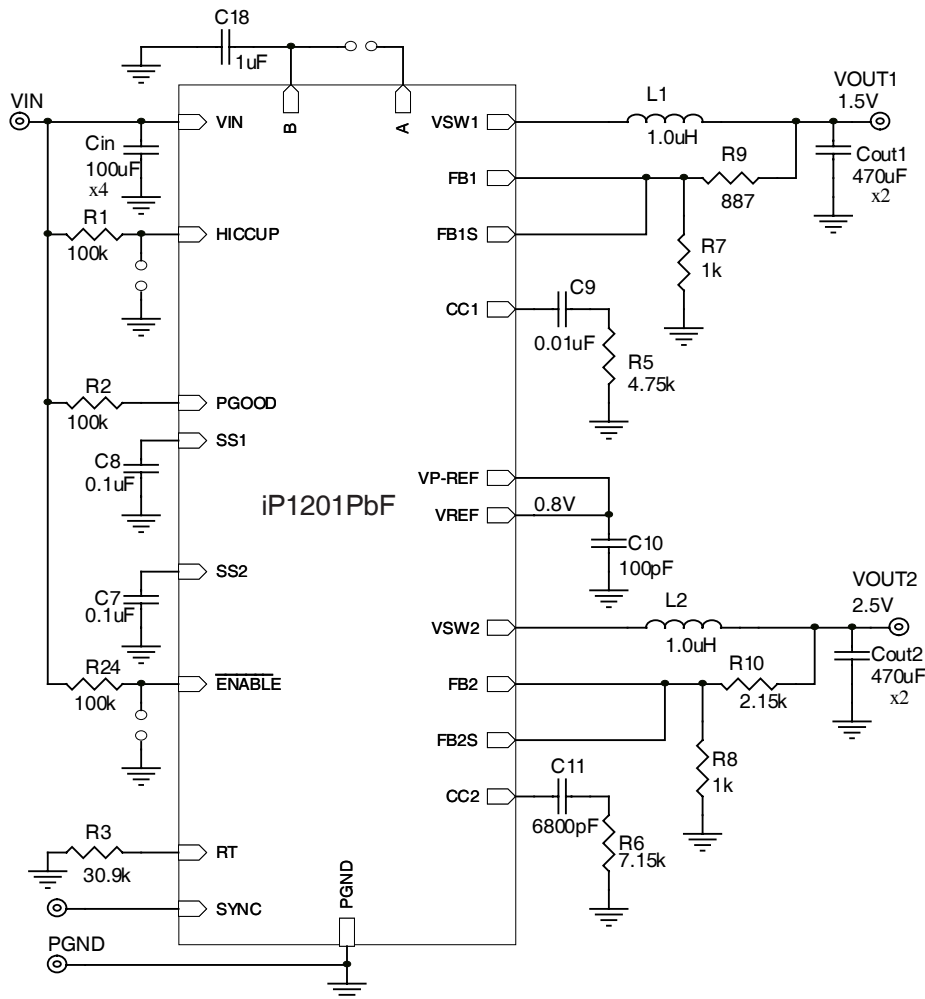 C18
1uF
VIN
Cin
100uF
x4
VIN
B
A
VSW1
L1
1.0uH
VOUT1
1.5V
Cout1
470uF
x2
FB1
R9
887
R1
100k
HICCUP
FB1S
R7
1k
CC1
C9
0.01uF
R5
4.75k
R2
100k
PGOOD
SS1
C8
0.1uF
iP1201PbF
VP-REF
VREF
0.8V
C10
100pF
SS2
C7
0.1uF
VSW2
L2
1.0uH
VOUT2
2.5V
Cout2
470uF
x2
R24
100k
ENABLE
FB2
R10
2.15k
FB2S
R8
1k
CC2
C11
6800pF
R6
7.15k
R3
30.9k
RT
SYNC
PGND
PGND